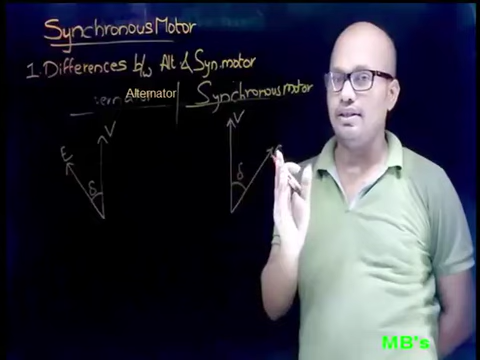 Synchronous Motor
1. Differences b/w Alt & Syn. motor
Alternator Synchronous motor
E V δ
V δ
MB's